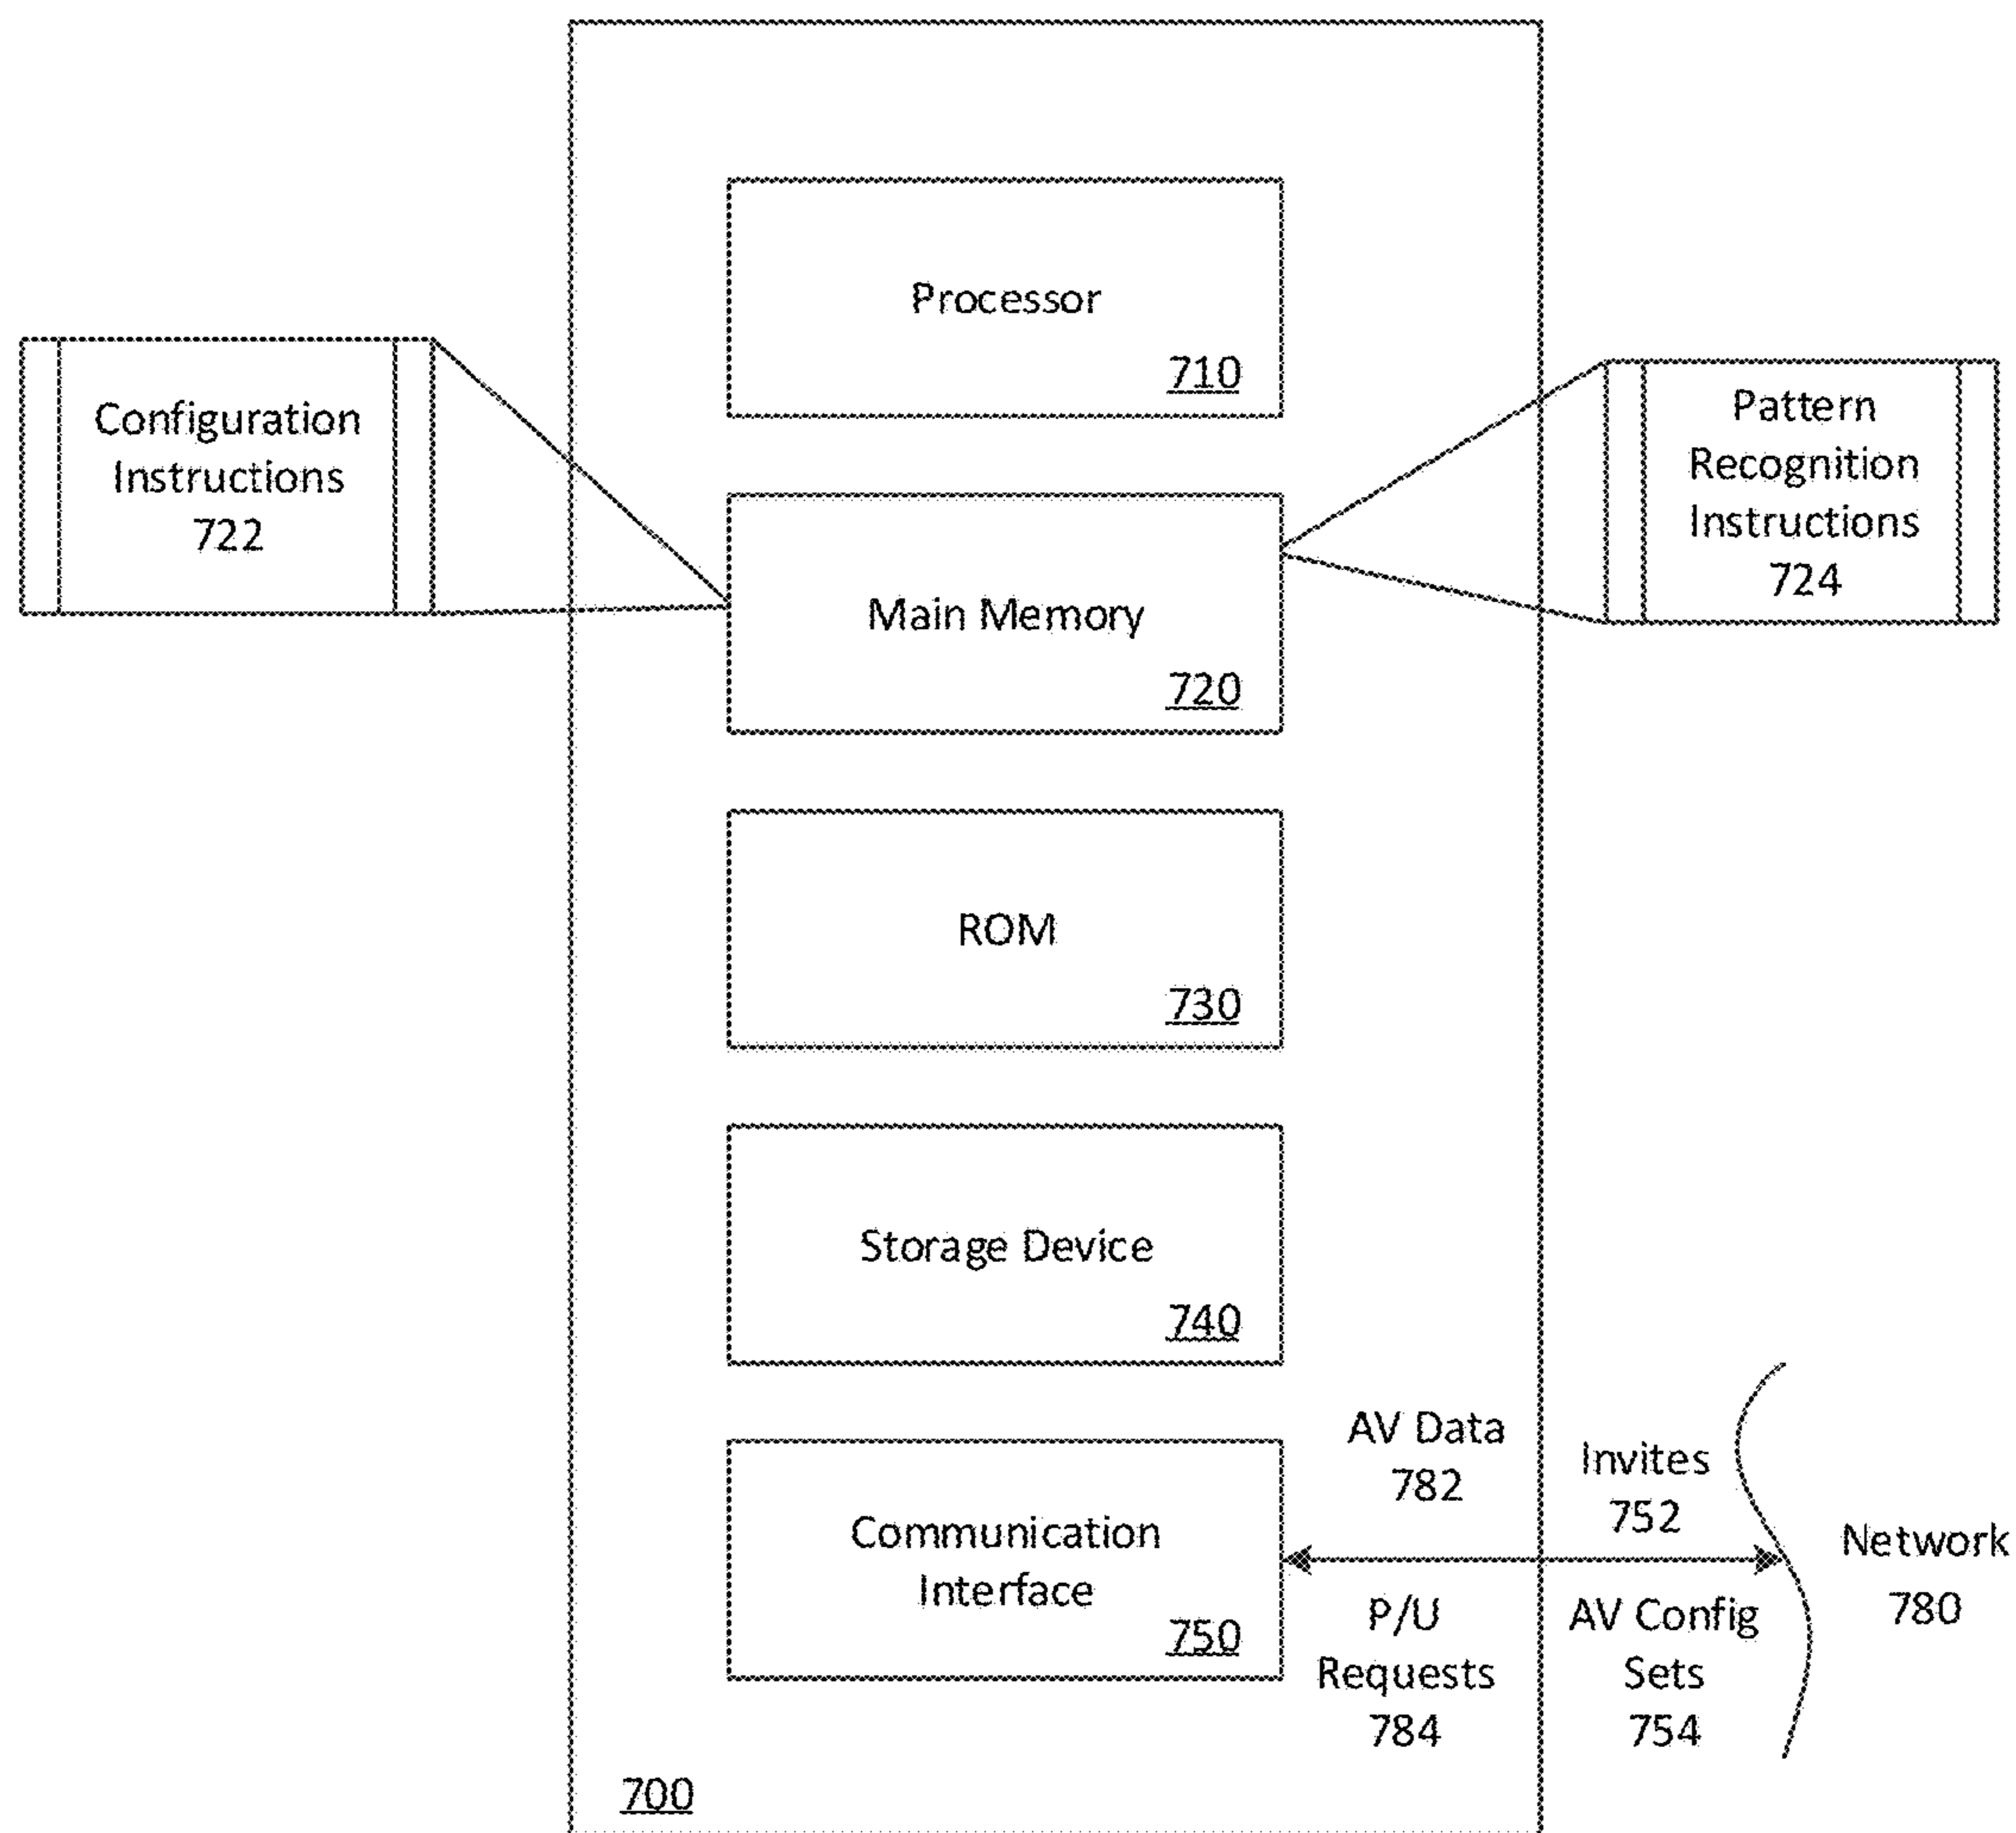 Processor
710
Configuration
Instructions
722
Pattern
Recognition
Instructions
724
Main Memory
720
ROM
730
Storage Device
740
Communication
Interface
750
AV Data
782
Invites
752
P/U
Requests
784
AV Config
Sets
754
Network
780
700